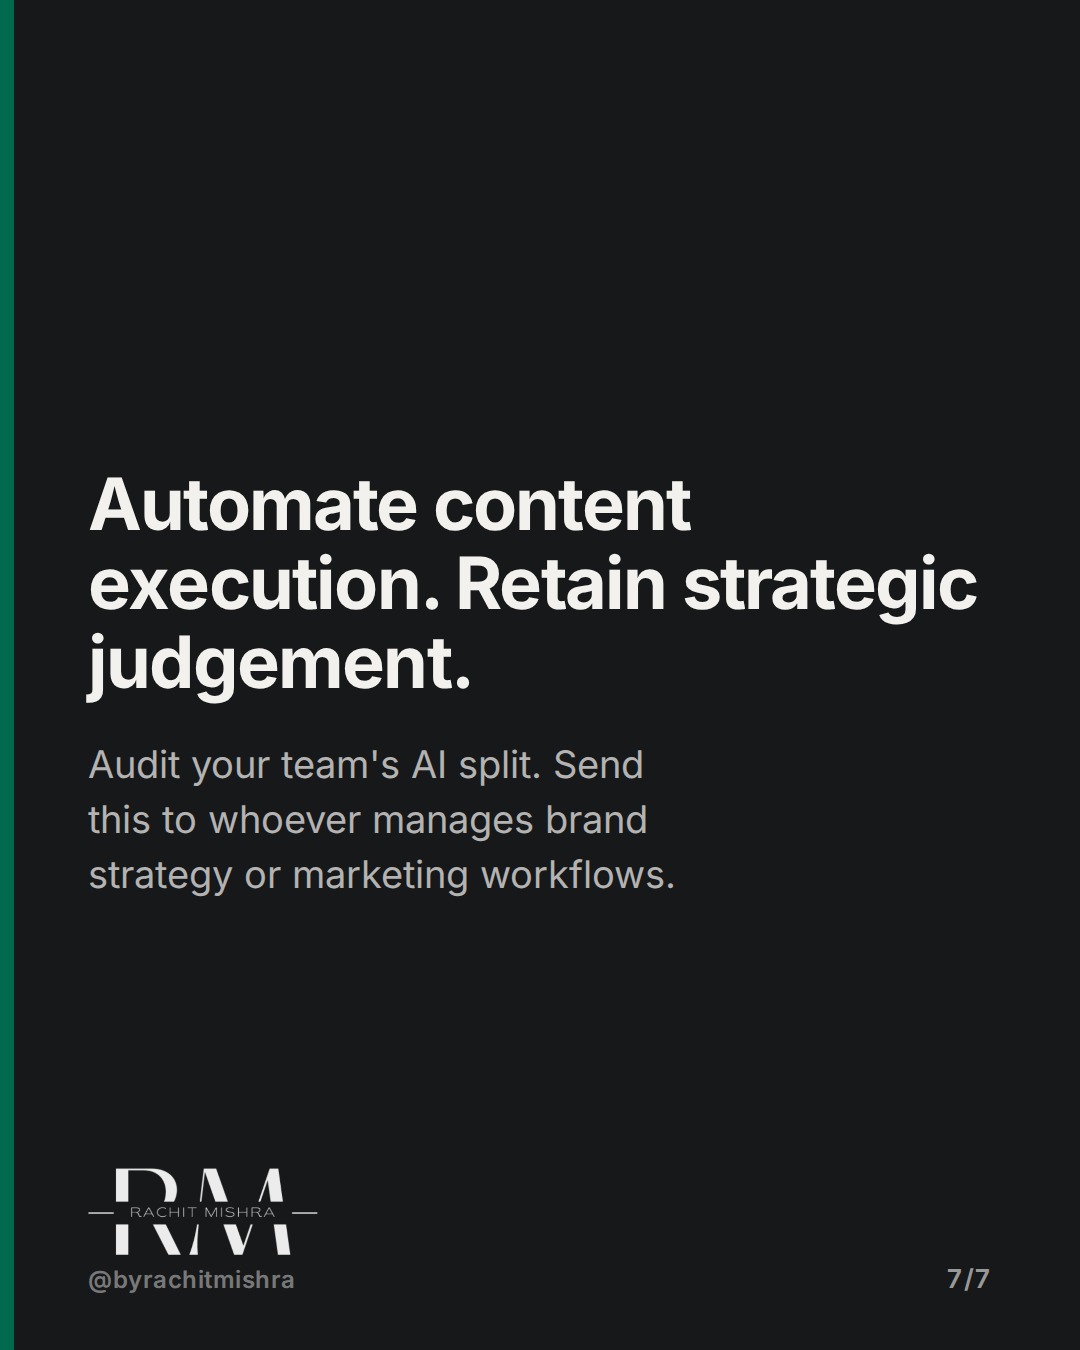 Automate content
execution. Retain strategic
judgement.
Audit your team's AI split. Send
this to whoever manages brand
strategy or marketing workflows.
RM
RACHIT MISHRA
@byrachitmishra
7/7